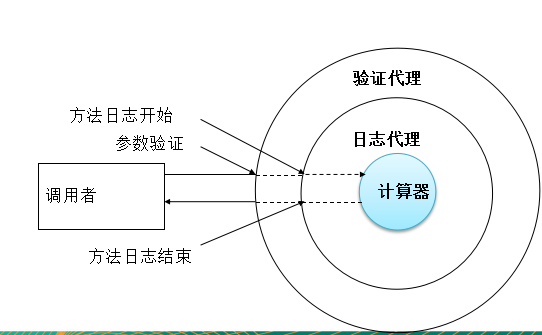 验证代理
方法日志开始
日志代理
参数验证
调用者
计算器
方法日志结束